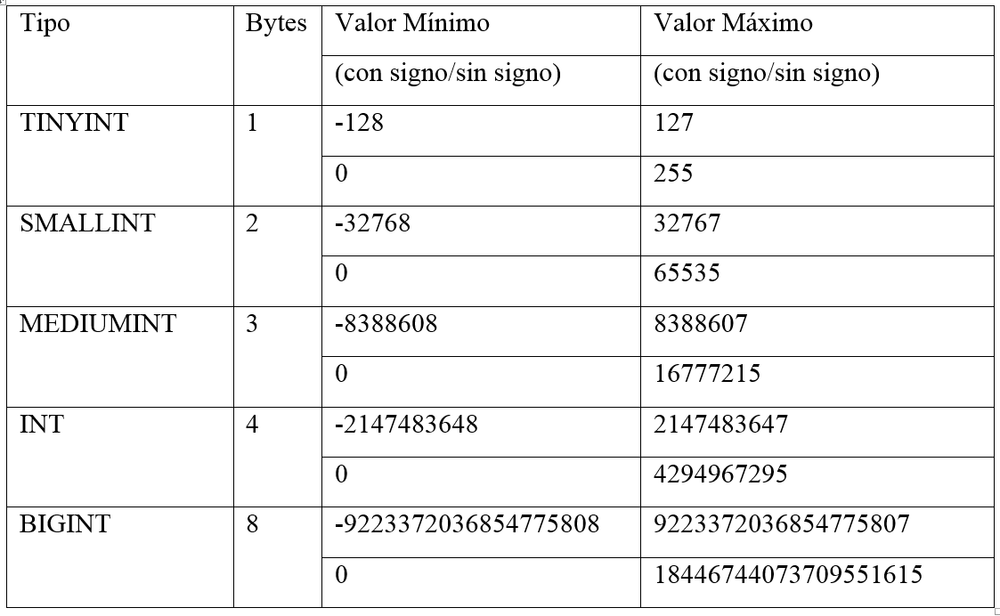 Tipo Bytes Valor Mínimo Valor Máximo
(con signo/sin signo) (con signo/sin signo)
TINYINT 1 -128 127
0 255
SMALLINT 2 -32768 32767
0 65535
MEDIUMINT 3 -8388608 8388607
0 16777215
INT 4 -2147483648 2147483647
0 4294967295
BIGINT 8 -9223372036854775808 9223372036854775807
0 18446744073709551615